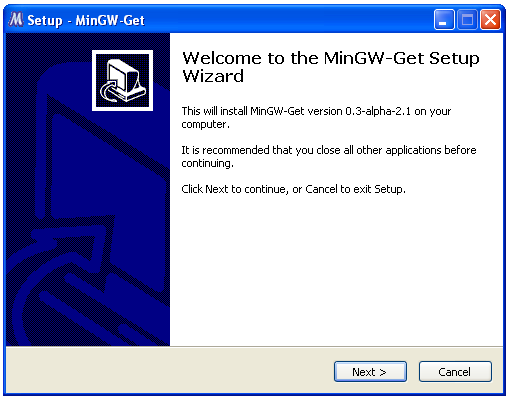 Setup - MinGW-Get
Welcome to the MinGW-Get Setup
Wizard
This will install MinGW-Get version 0.3-alpha-2.1 on your
computer.
It is recommended that you close all other applications before
continuing.
Click Next to continue, or Cancel to exit Setup.
Next >
Cancel